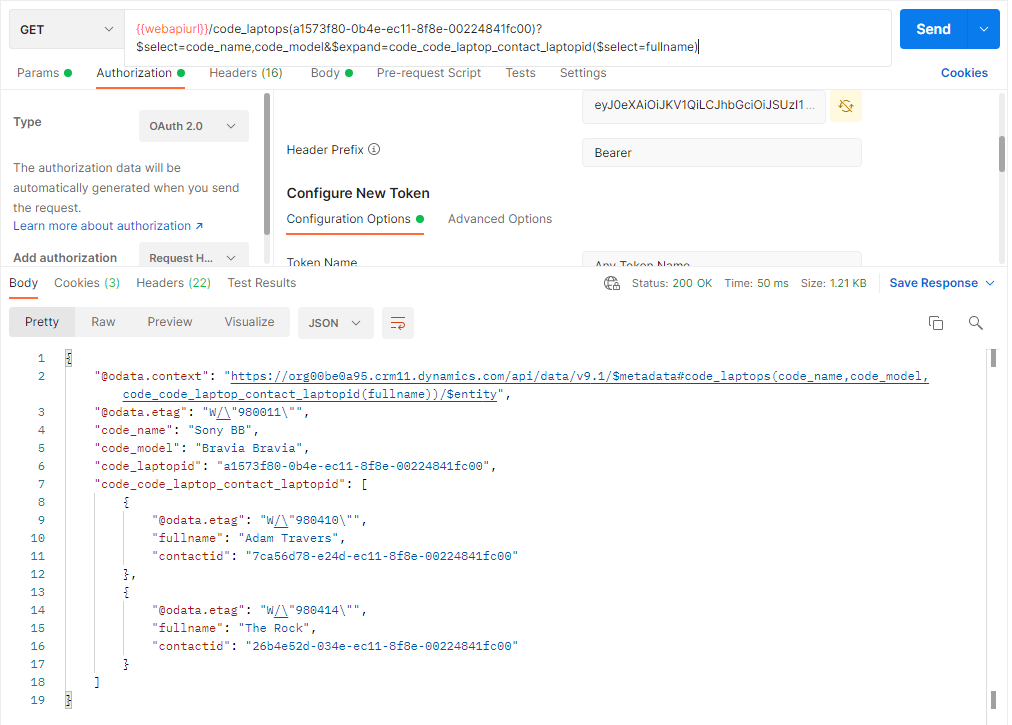 GET
{{webapiurl}}/code_laptops(a1573f80-0b4e-ec11-8f8e-00224841fc00)?
$select=code_name,code_model&$expand=code_code_laptop_contact_laptopid($select=fullname)
Send
Params
Authorization
Headers (16)
Body
Pre-request Script
Tests
Settings
Cookies
Type
OAuth 2.0
The authorization data will be
automatically generated when you send
the request.
Learn more about authorization ↗
Add authorization
Request H...
eyJ0eXAiOiJKV1QiLCJhbGciOiJSUzI1...
Header Prefix
Bearer
Configure New Token
Configuration Options
Advanced Options
Token Name
Any Token Name
Body
Cookies (3)
Headers (22)
Test Results
Status: 200 OK
Time: 50 ms
Size: 1.21 KB
Save Response
Pretty
Raw
Preview
Visualize
JSON
1 {
2 "@odata.context": "https://org00be0a95.crm11.dynamics.com/api/data/v9.1/$metadata#code_laptops(code_name,code_model,
code_code_laptop_contact_laptopid(fullname))/$entity",
3 "@odata.etag": "W/\"980011\"",
4 "code_name": "Sony BB",
5 "code_model": "Bravia Bravia",
6 "code_laptopid": "a1573f80-0b4e-ec11-8f8e-00224841fc00",
7 "code_code_laptop_contact_laptopid": [
8 {
9 "@odata.etag": "W/\"980410\"",
10 "fullname": "Adam Travers",
11 "contactid": "7ca56d78-e24d-ec11-8f8e-00224841fc00"
12 },
13 {
14 "@odata.etag": "W/\"980414\"",
15 "fullname": "The Rock",
16 "contactid": "26b4e52d-034e-ec11-8f8e-00224841fc00"
17 }
18 ]
19 }